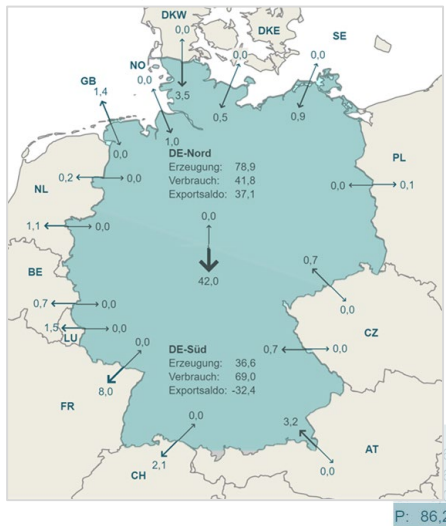 DKW
0,0
DKE
SE
0,0
0,0
NO
0,0
GB
1,4
3,5
0,5
0,9
1,0
0,0
DE-Nord
Erzeugung: 78,9
Verbrauch: 41,8
Exportsaldo: 37,1
PL
NL
0,2
0,0
0,0
0,1
0,0
1,1
0,0
0,7
BE
42,0
0,7
0,0
0,0
1,5
0,0
CZ
LU
0,0
DE-Süd
Erzeugung: 36,6
Verbrauch: 69,0
Exportsaldo: -32,4
0,7
0,0
8,0
FR
0,0
3,2
AT
2,1
0,0
CH
P: 86,2